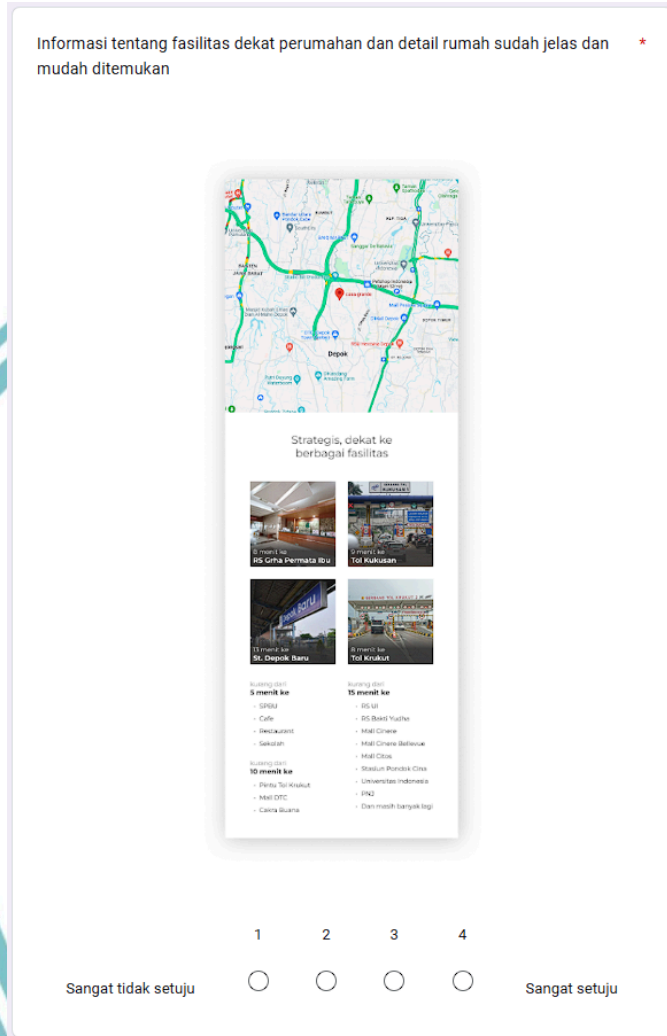 Informasi tentang fasilitas dekat perumahan dan detail rumah sudah jelas dan *
mudah ditemukan
Depok
Strategis, dekat ke
berbagai fasilitas
8 menit ke
RS Grha Permata Ibu
9 menit ke
Tol Kukusan
Depok Baru
13 menit ke
St. Depok Baru
8 menit ke
Tol Krukut
kurang dari
5 menit ke
- SPBU
- Cafe
- Restaurant
- Sekolah
kurang dari
10 menit ke
- Pintu Tol Krukut
- Mall DTC
- Cakra Buana
kurang dari
15 menit ke
- RS UI
- RS Bakti Yudha
- Mall Cinere
- Mall Cinere Bellevue
- Mall Citos
- Stasiun Pondok Cina
- Universitas Indonesia
- PNJ
- Dan masih banyak lagi
1 2 3 4
Sangat tidak setuju
Sangat setuju